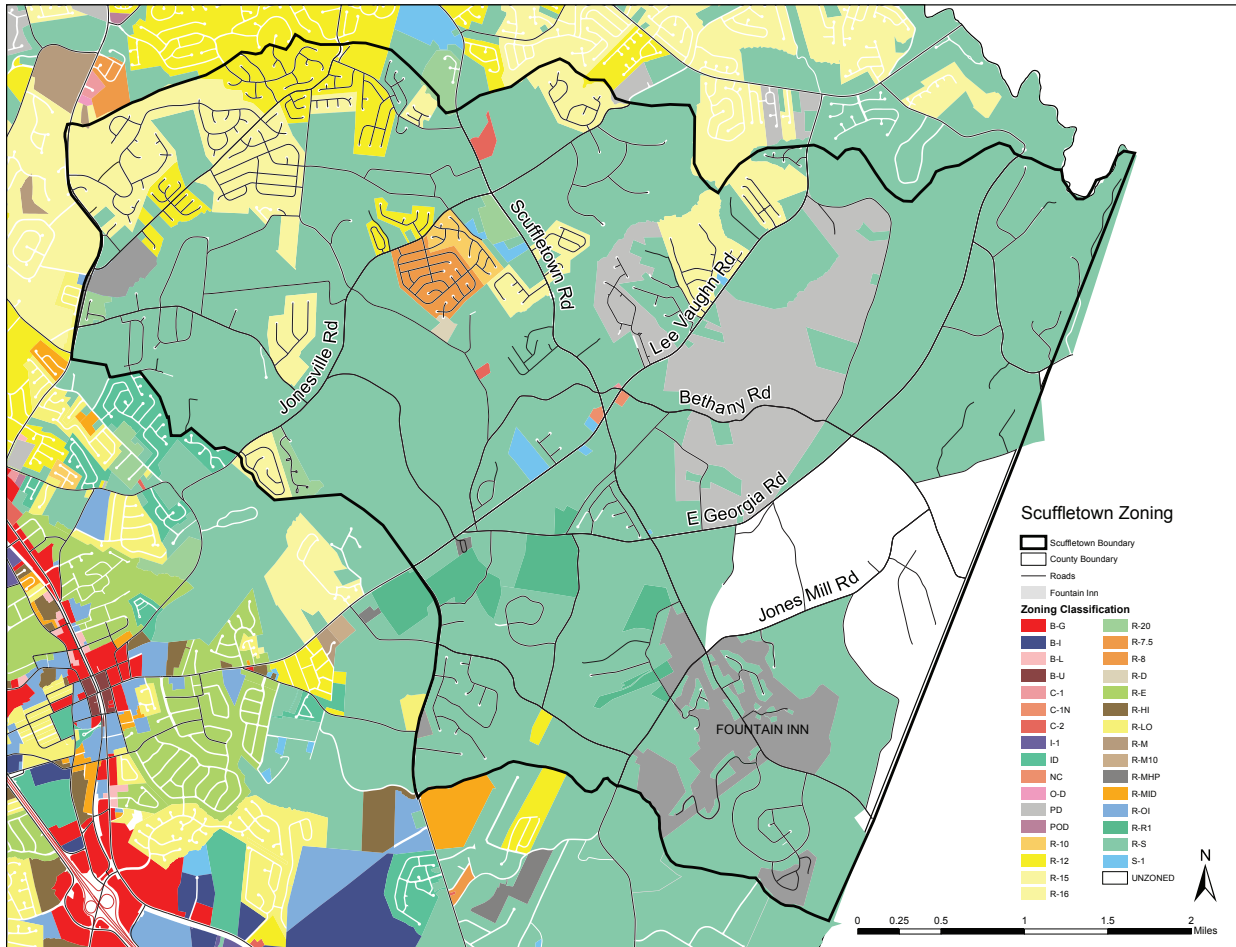 Scuffletown Rd
Lee Vaughn Rd
Jonesville Rd
Bethany Rd
E Georgia Rd
Jones Mill Rd
FOUNTAIN INN
Scuffletown Zoning
Scuffletown Boundary
County Boundary
Roads
Fountain Inn
Zoning Classification
B-G
B-I
B-L
B-U
C-1
C-1N
C-2
I-1
ID
NC
O-D
PD
POD
R-10
R-12
R-15
R-16
R-20
R-7.5
R-8
R-D
R-E
R-HI
R-LO
R-M
R-M10
R-MHP
R-MID
R-OI
R-R1
R-S
S-1
UNZONED
N
0 0.25 0.5 1 1.5 2
Miles